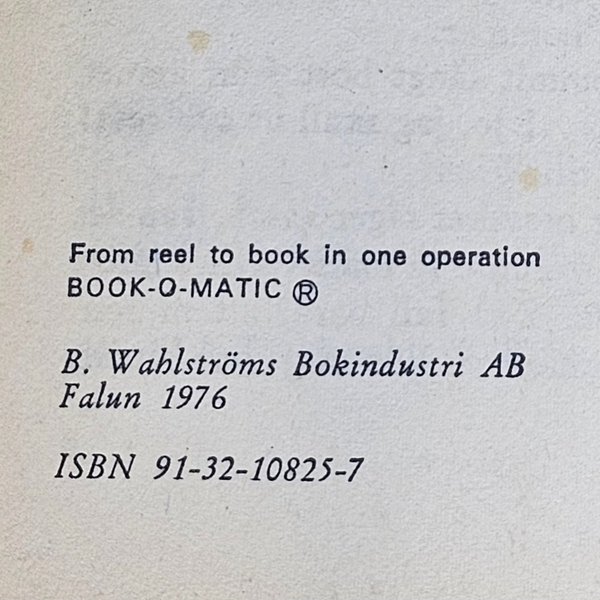 From reel to book in one operation
BOOK-O-MATIC ®
B. Wahlströms Bokindustri AB
Falun 1976
ISBN 91-32-10825-7